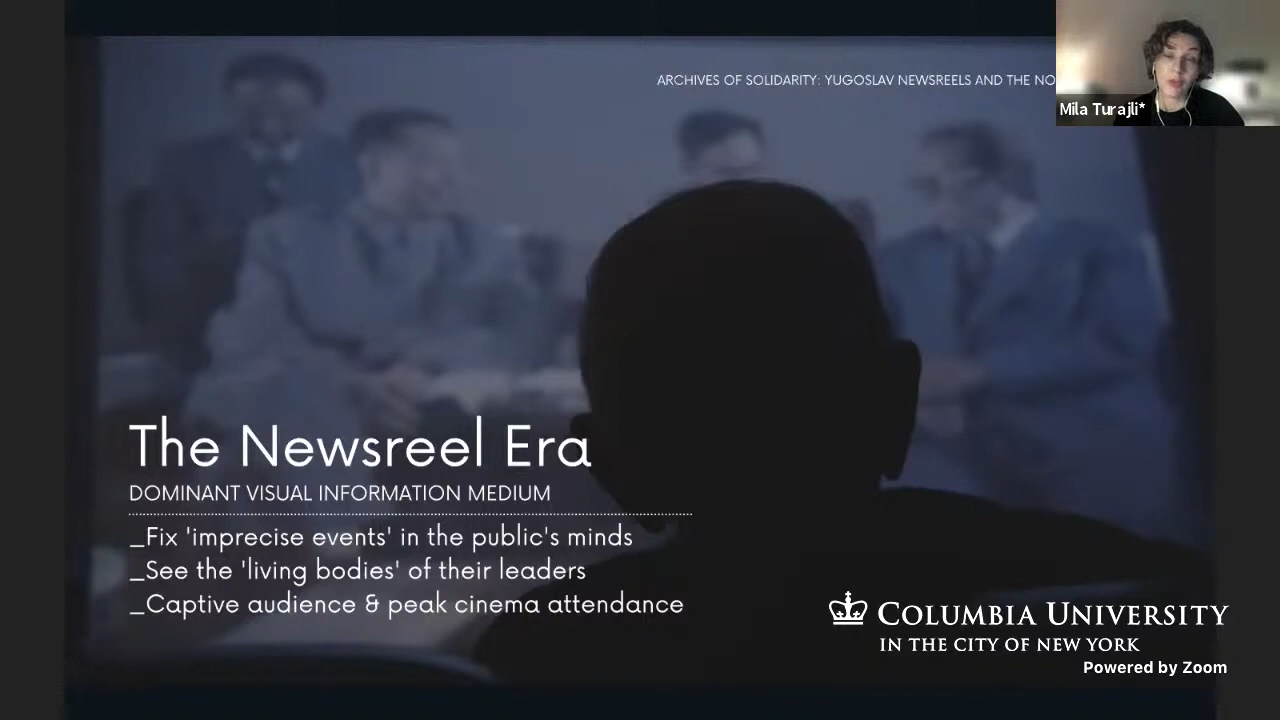 ARCHIVES OF SOLIDARITY: YUGOSLAV NEWSREELS AND THE NO
Mila Turajli*
The Newsreel Era
DOMINANT VISUAL INFORMATION MEDIUM
_Fix 'imprecise events' in the public's minds
_See the 'living bodies' of their leaders
_Captive audience & peak cinema attendance
COLUMBIA UNIVERSITY
IN THE CITY OF NEW YORK
Powered by Zoom